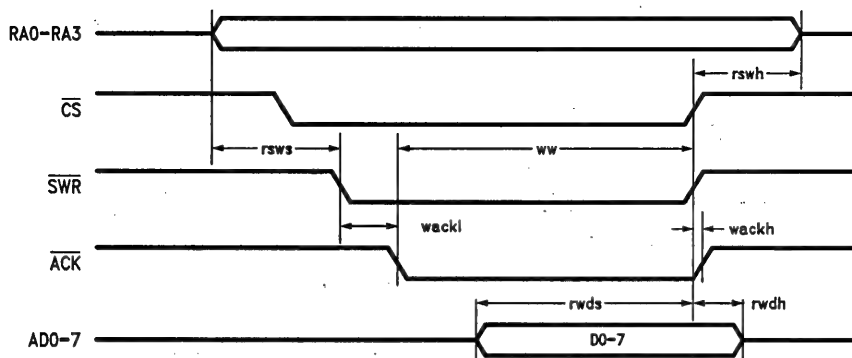 RA0-RA3
rswh
CS
rsws
ww
SWR
wackl
wackh
ACK
rwds
rwdh
AD0-7
D0-7